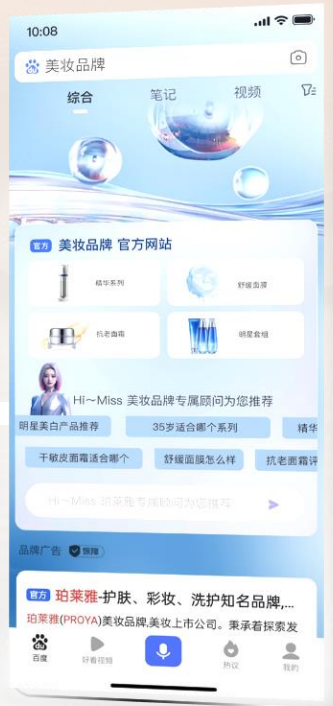 10:08
美妆品牌
综合 笔记 视频
官方 美妆品牌 官方网站
精华系列 舒缓面膜
抗老面霜 明星套组
Hi~Miss 美妆品牌专属顾问为您推荐
明星美白产品推荐 35岁适合哪个系列 精华
干敏皮面霜适合哪个 舒缓面膜怎么样 抗老面霜评
Hi~Miss 珀莱雅专属顾问为您推荐
品牌广告 保障
官方 珀莱雅-护肤、彩妆、洗护知名品牌,...
珀莱雅(PROYA)美妆品牌,美妆上市公司。秉承着探索发
百度 好看视频 热议 我的